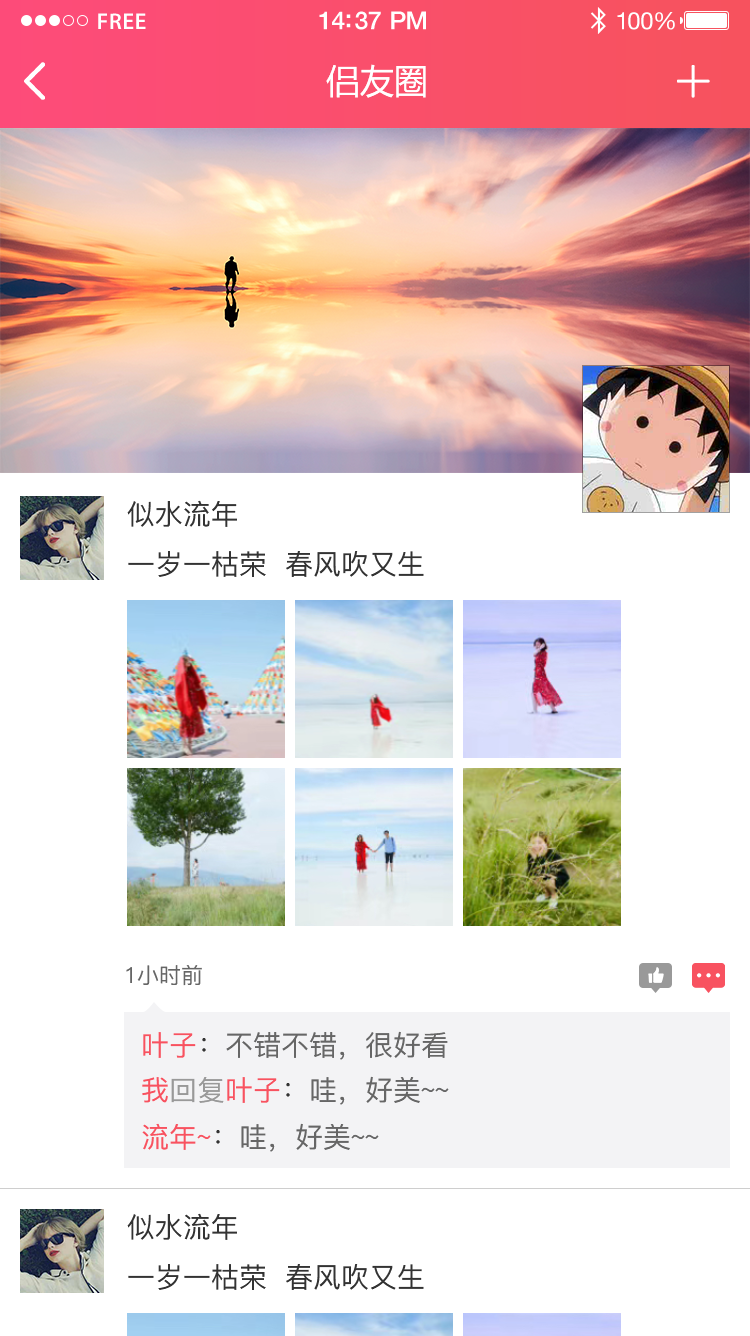 FREE 14:37 PM 100%
侣友圈
似水流年
一岁一枯荣 春风吹又生
1小时前
叶子：不错不错，很好看
我回复叶子：哇，好美~~
流年~：哇，好美~~
似水流年
一岁一枯荣 春风吹又生